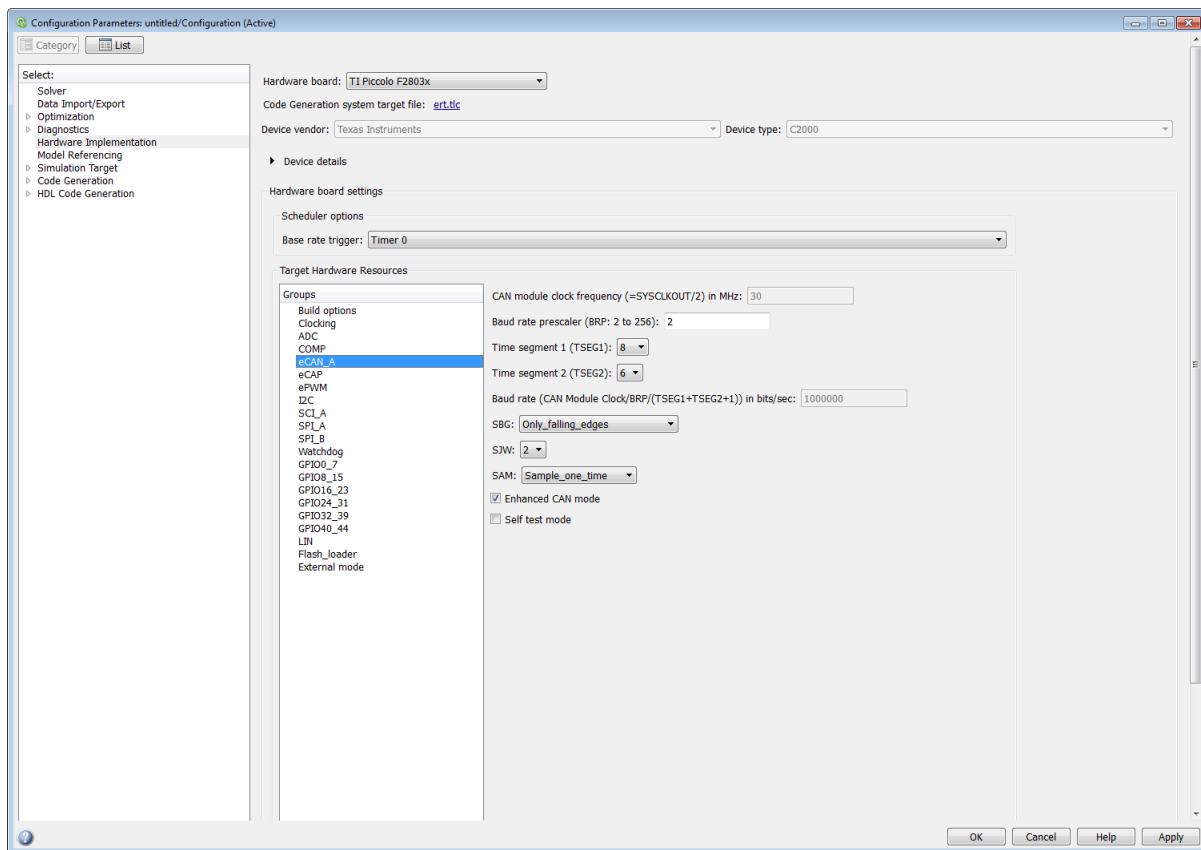 Configuration Parameters: untitled/Configuration (Active)
Category List
Select:
Solver
Data Import/Export
Optimization
Diagnostics
Hardware Implementation
Model Referencing
Simulation Target
Code Generation
HDL Code Generation
Hardware board: TI Piccolo F2803x
Code Generation system target file: ert.tlc
Device vendor: Texas Instruments Device type: C2000
Device details
Hardware board settings
Scheduler options
Base rate trigger: Timer 0
Target Hardware Resources
Groups
Build options
Clocking
ADC
COMP
eCAN_A
eCAP
ePWM
I2C
SCI_A
SPI_A
SPI_B
Watchdog
GPIO0_7
GPIO8_15
GPIO16_23
GPIO24_31
GPIO32_39
GPIO40_44
LIN
Flash_loader
External mode
CAN module clock frequency (=SYSCLKOUT/2) in MHz: 30
Baud rate prescaler (BRP: 2 to 256): 2
Time segment 1 (TSEG1): 8
Time segment 2 (TSEG2): 6
Baud rate (CAN Module Clock/BRP/(TSEG1+TSEG2+1)) in bits/sec: 1000000
SBG: Only_falling_edges
SJW: 2
SAM: Sample_one_time
Enhanced CAN mode
Self test mode
OK Cancel Help Apply